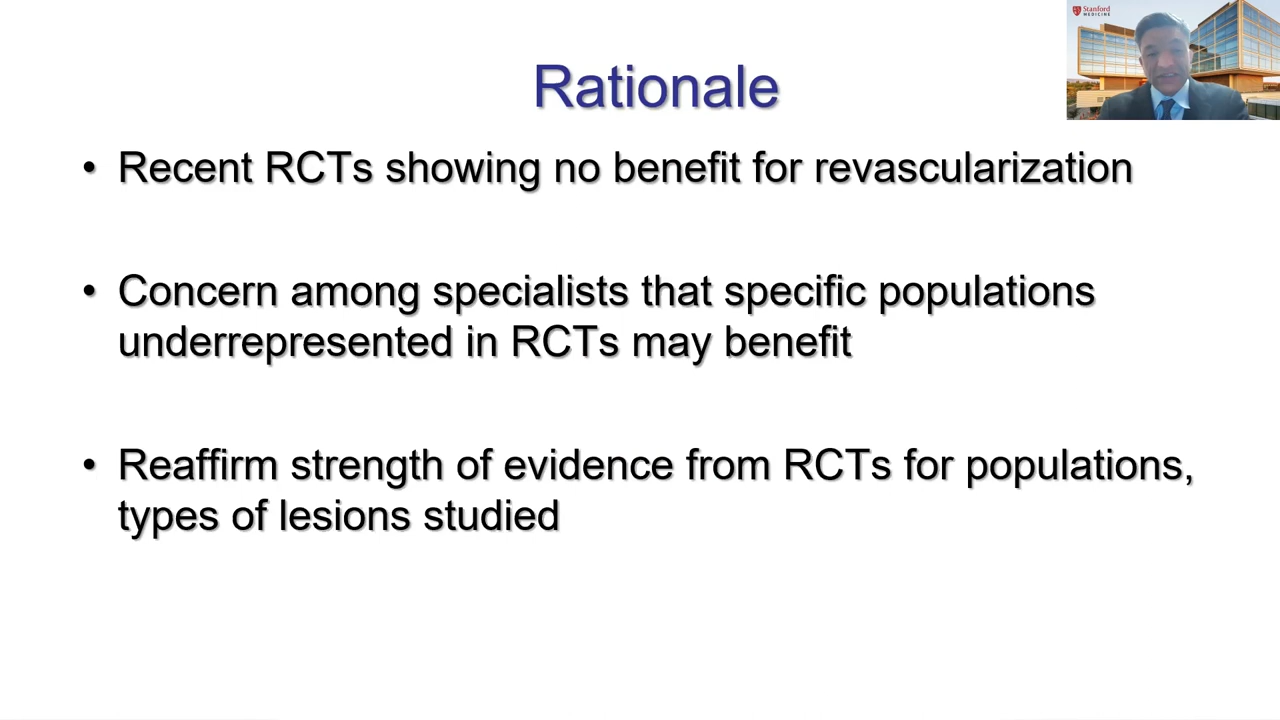 Stanford
MEDICINE
Rationale
• Recent RCTs showing no benefit for revascularization
• Concern among specialists that specific populations
underrepresented in RCTs may benefit
• Reaffirm strength of evidence from RCTs for populations,
types of lesions studied